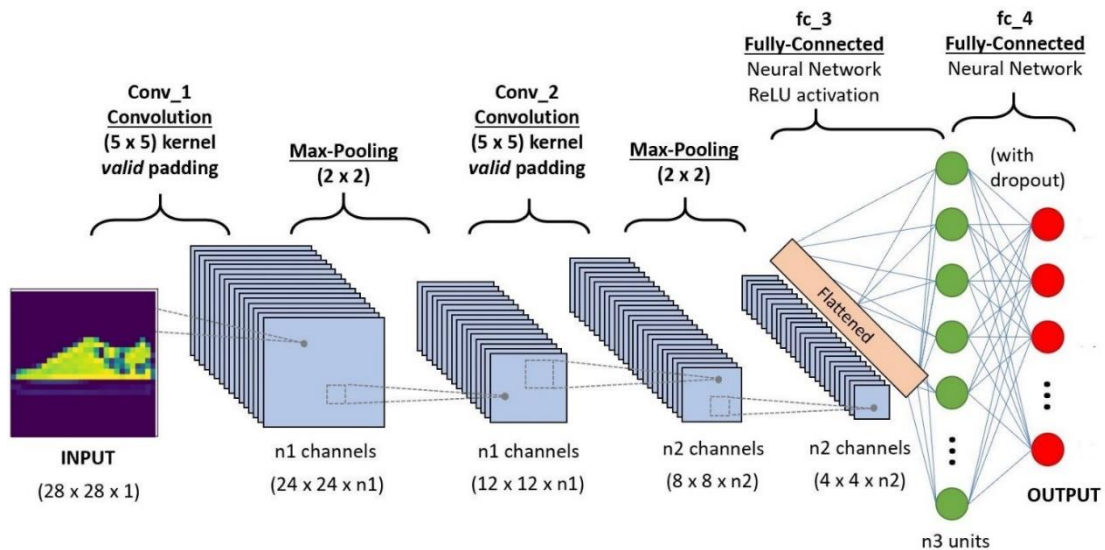 fc_3
Fully-Connected
Neural Network
ReLU activation
fc_4
Fully-Connected
Neural Network
Conv_1
Convolution
(5 x 5) kernel
valid padding
Max-Pooling
(2 x 2)
Conv_2
Convolution
(5 x 5) kernel
valid padding
Max-Pooling
(2 x 2)
(with
dropout)
Flattened
INPUT
(28 x 28 x 1)
n1 channels
(24 x 24 x n1)
n1 channels
(12 x 12 x n1)
n2 channels
(8 x 8 x n2)
n2 channels
(4 x 4 x n2)
n3 units
OUTPUT